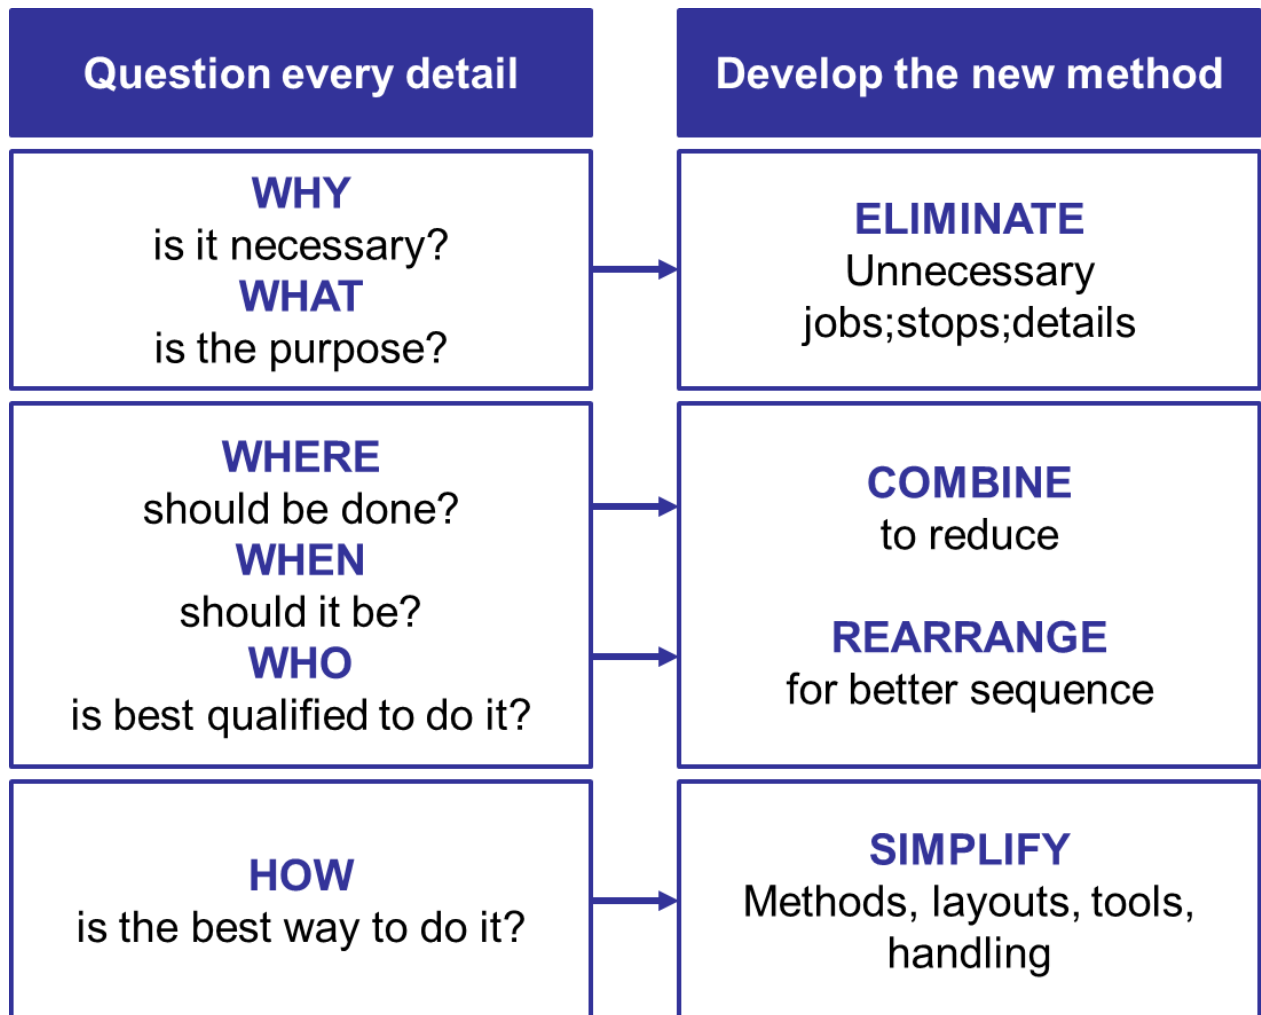 Question every detail
Develop the new method
WHY
is it necessary?
WHAT
is the purpose?
ELIMINATE
Unnecessary
jobs;stops;details
WHERE
should be done?
WHEN
should it be?
WHO
is best qualified to do it?
COMBINE
to reduce
REARRANGE
for better sequence
HOW
is the best way to do it?
SIMPLIFY
Methods, layouts, tools,
handling